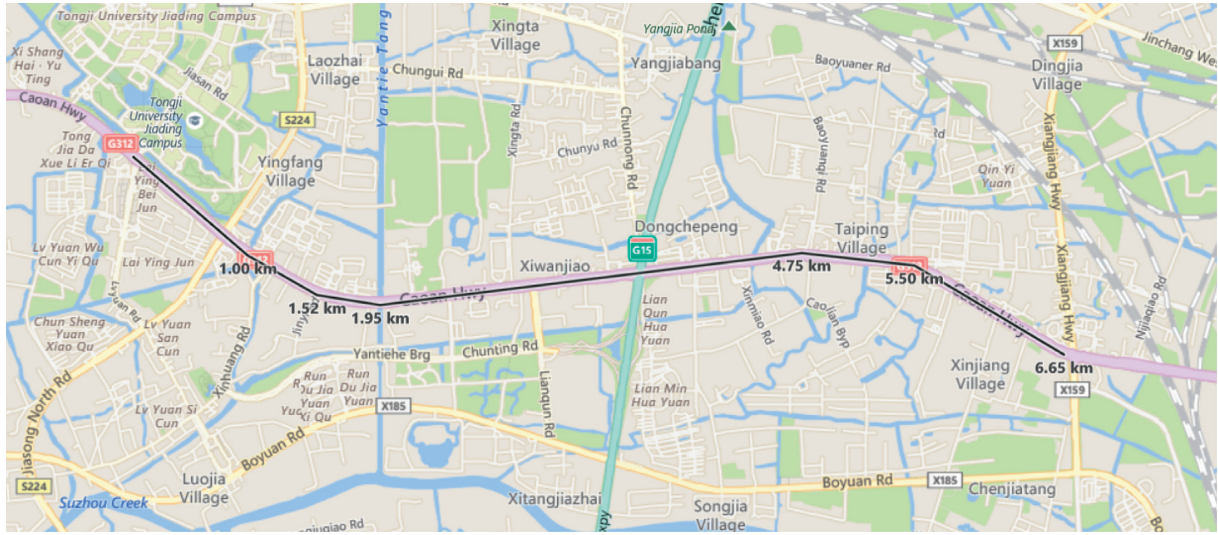 Tongji University Jiading Campus
Xi Shang
Hai · Yu
Ting
Caoan Hwy
Jiasan Rd
Tongji
University
Jiading
Campus
G312
Tong
Jia Da
Xue Li Er Qi
Ying
Bei
Jun
Laozhai
Village
S224
Yingfang
Village
Yantie Tang
Chungui Rd
Xingta
Village
Xingta Rd
Chunyu Rd
Chunnong Rd
Yangjia Pond
Yangjiabang
Baoyuaner Rd
Baoyuanqi Rd
Rd
X159
Dingjia
Village
Jinchang Wes
Xiangjiang Hwy
Qin Yi
Yuan
Lv Yuan Wu
Cun Yi Qu
Lai Ying Jun
1.00 km
1.52 km
1.95 km
Caoan Hwy
Xiwanjiao
Dongchepeng
G15
4.75 km
Taiping
Village
5.50 km
Caoan Hwy
Xiangjiang Hwy
6.65 km
Nijiaqiao Rd
Chun Sheng
Yuan
Xiao Qu
Lvyuan Rd
Lv Yuan
San
Cun
Xinhuang Rd
Yantiehe Brg
Chunting Rd
Lianqun Rd
Lian
Qun
Hua
Yuan
Xinmiao Rd
Caolian Byp
Xinjiang
Village
X159
Run
Du Jia
Yuan
Lian Min
Hua Yuan
X185
Lv Yuan Si
Cun
Jiasong North Rd
Boyuan Rd
S224
Suzhou Creek
Luojia
Village
Xitangjiazhai
Songjia
Village
Boyuan Rd
X185
Chenjiatang